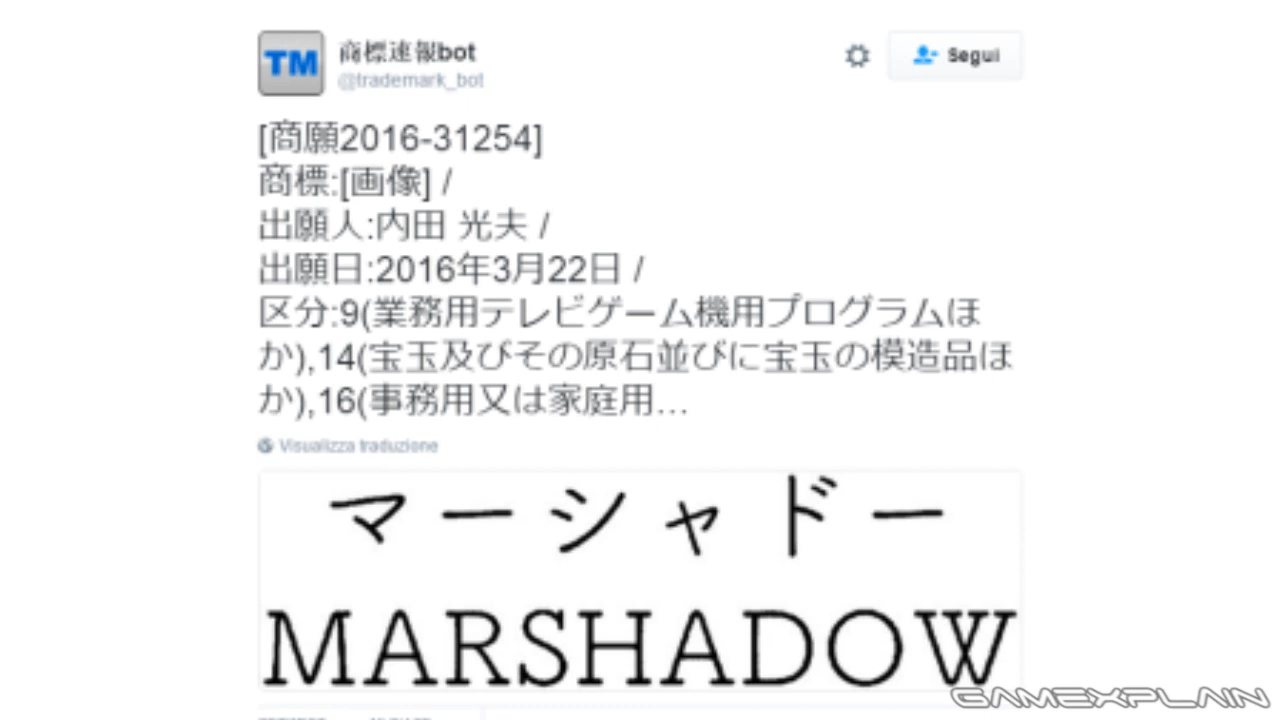 TM
商標速報bot
@trademark_bot
Segui
[商願2016-31254]
商標:[画像] /
出願人:内田 光夫 /
出願日:2016年3月22日 /
区分:9(業務用テレビゲーム機用プログラムほ
か),14(宝玉及びその原石並びに宝玉の模造品ほ
か),16(事務用又は家庭用...
Visualizza traduzione
マーシャドー
MARSHADOW
GAMEXPLAIN